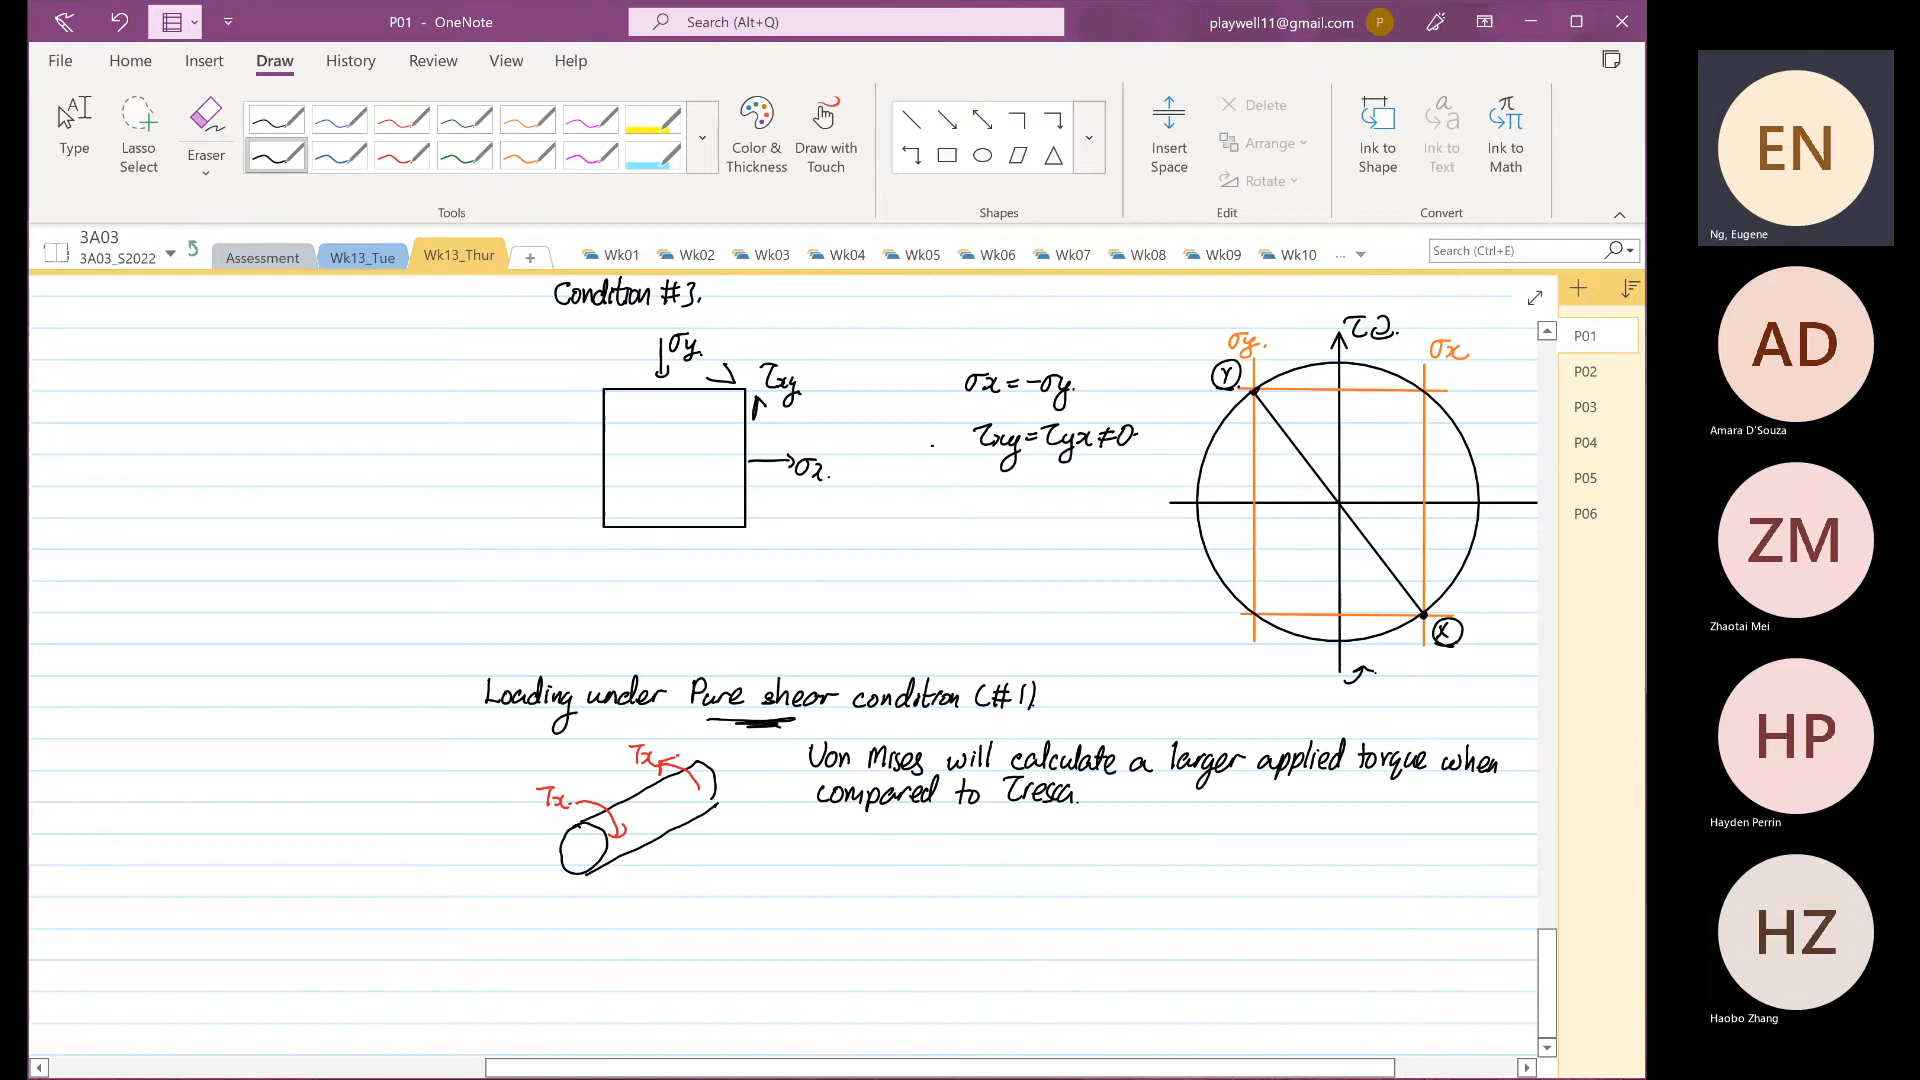 P01 - OneNote
Search (Alt+Q)
playwell11@gmail.com
P
File
Home
Insert
Draw
History
Review
View
Help
Type
Lasso Select
Eraser
Color & Thickness
Draw with Touch
Insert Space
Delete
Arrange
Rotate
Ink to Shape
Ink to Text
Ink to Math
Tools
Shapes
Edit
Convert
3A03
3A03_S2022
Assessment
Wk13_Tue
Wk13_Thur
Wk01
Wk02
Wk03
Wk04
Wk05
Wk06
Wk07
Wk08
Wk09
Wk10
...
Search (Ctrl+E)
P01
P02
P03
P04
P05
P06
Condition #3.
σy.
τxy
σx.
σx = -σy.
τxy = τyx ≠ 0.
σy.
σx
Y
X
Loading under Pure shear condition (#1)
Tx
Tx.
Von Mises will calculate a larger applied torque when
compared to Tresca.
EN
Ng, Eugene
AD
Amara D'Souza
ZM
Zhaotai Mei
HP
Hayden Perrin
HZ
Haobo Zhang